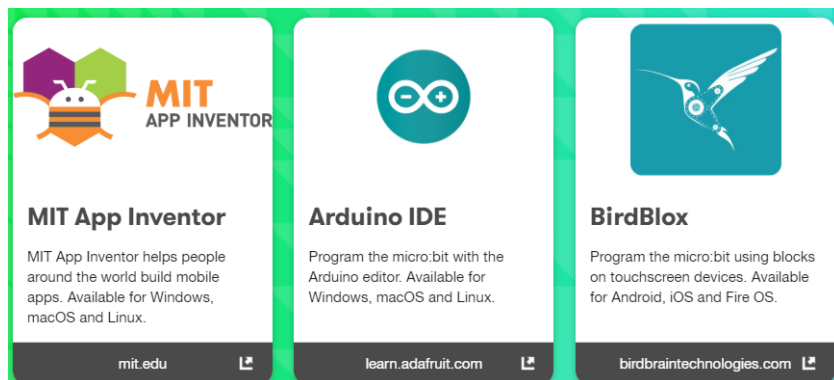 MIT
APP INVENTOR
MIT App Inventor
MIT App Inventor helps people
around the world build mobile
apps. Available for Windows,
macOS and Linux.
mit.edu
Arduino IDE
Program the micro:bit with the
Arduino editor. Available for
Windows, macOS and Linux.
learn.adafruit.com
BirdBlox
Program the micro:bit using blocks
on touchscreen devices. Available
for Android, iOS and Fire OS.
birdbraintechnologies.com